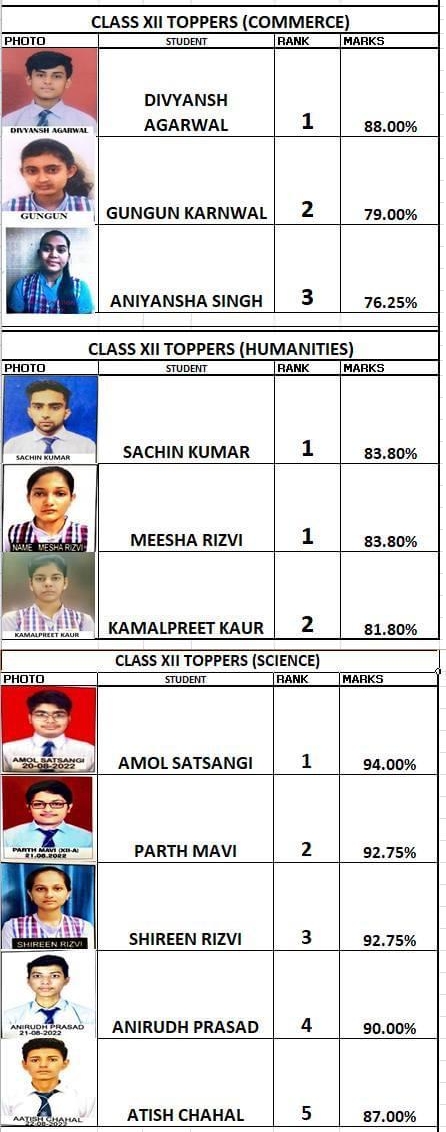 CLASS XII TOPPERS (COMMERCE)
PHOTO STUDENT RANK MARKS
DIVYANSH AGARWAL
DIVYANSH
AGARWAL 1 88.00%
GUNGUN
GUNGUN KARNWAL 2 79.00%
ANIYANSHA SINGH 3 76.25%
CLASS XII TOPPERS (HUMANITIES)
PHOTO STUDENT RANK MARKS
SACHIN KUMAR
SACHIN KUMAR 1 83.80%
NAME MESHA RIZVI
MEESHA RIZVI 1 83.80%
KAMALPREET KAUR
KAMALPREET KAUR 2 81.80%
CLASS XII TOPPERS (SCIENCE)
PHOTO STUDENT RANK MARKS
AMOL SATSANGI
20-08-2022
AMOL SATSANGI 1 94.00%
PARTH MAVI (XII-A)
21.08.2022
PARTH MAVI 2 92.75%
SHIREEN RIZVI
SHIREEN RIZVI 3 92.75%
ANIRUDH PRASAD
21-08-2022
ANIRUDH PRASAD 4 90.00%
AATISH CHAHAL
22-08-2022
ATISH CHAHAL 5 87.00%